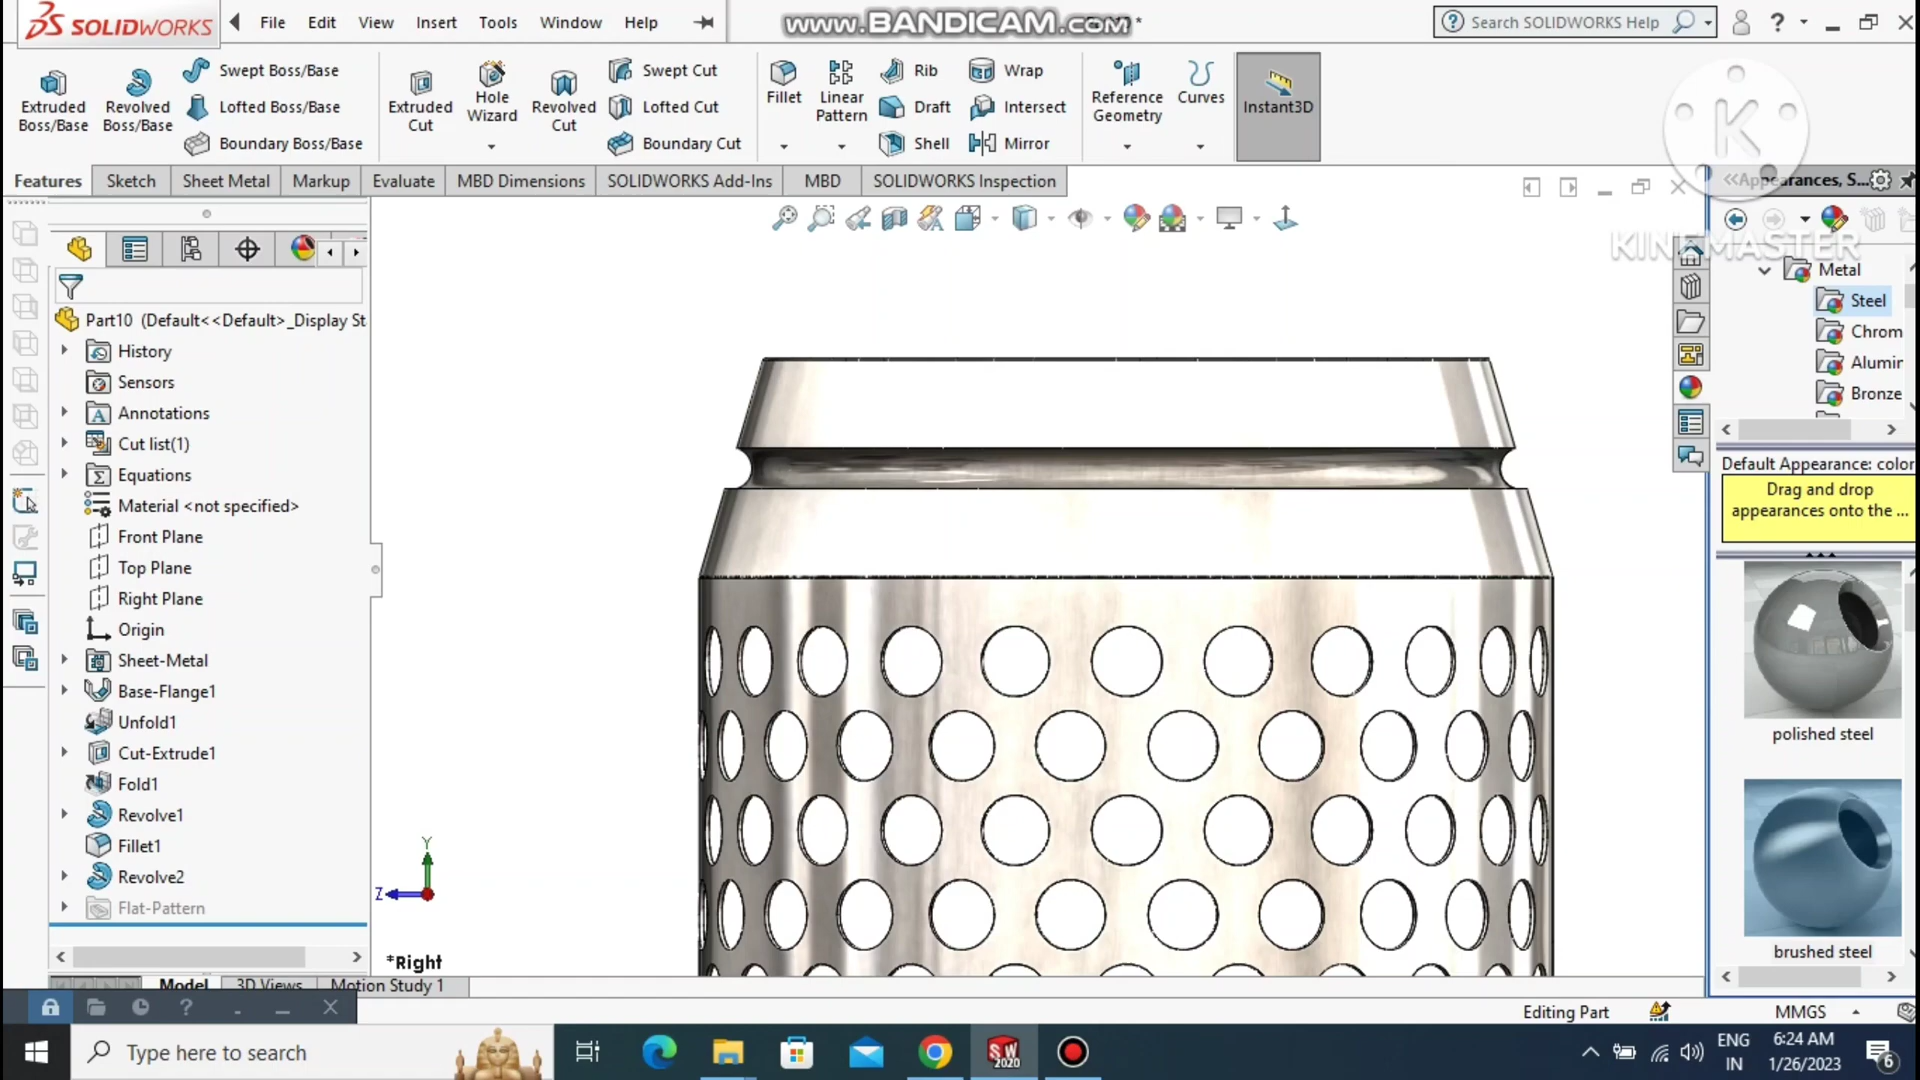 SOLIDWORKS
File Edit View Insert Tools Window Help
www.BANDICAM.com *
Search SOLIDWORKS Help
Extruded Boss/Base
Revolved Boss/Base
Swept Boss/Base
Lofted Boss/Base
Boundary Boss/Base
Extruded Cut
Hole Wizard
Revolved Cut
Swept Cut
Lofted Cut
Boundary Cut
Fillet
Linear Pattern
Rib
Draft
Shell
Wrap
Intersect
Mirror
Reference Geometry
Curves
Instant3D
K
KINEMASTER
Features Sketch Sheet Metal Markup Evaluate MBD Dimensions SOLIDWORKS Add-Ins MBD SOLIDWORKS Inspection
Part10 (Default<<Default>_Display St
History
Sensors
Annotations
Cut list(1)
Equations
Material <not specified>
Front Plane
Top Plane
Right Plane
Origin
Sheet-Metal
Base-Flange1
Unfold1
Cut-Extrude1
Fold1
Revolve1
Fillet1
Revolve2
Flat-Pattern
Y
Z
*Right
<<Appearances, S...
Metal
Steel
Chrom
Alumir
Bronze
Default Appearance: color
Drag and drop
appearances onto the ...
polished steel
brushed steel
Model 3D Views Motion Study 1
Editing Part
MMGS
Type here to search
SW
2020
ENG
IN
6:24 AM
1/26/2023
6